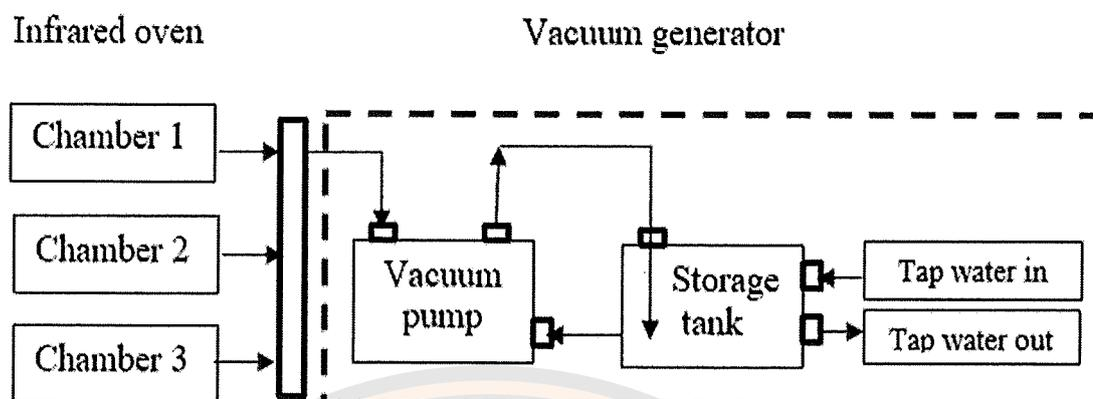 Infrared oven
Vacuum generator
Chamber 1
Chamber 2
Chamber 3
Vacuum
pump
Storage
tank
Tap water in
Tap water out